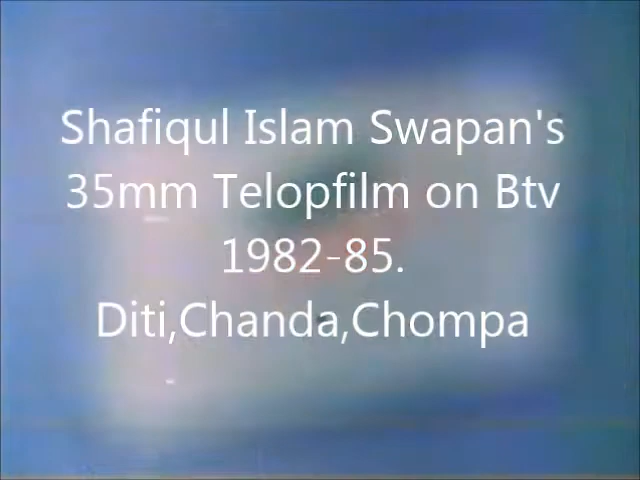 Shafiqul Islam Swapan's
35mm Telopfilm on Btv
1982-85.
Diti,Chanda,Chompa